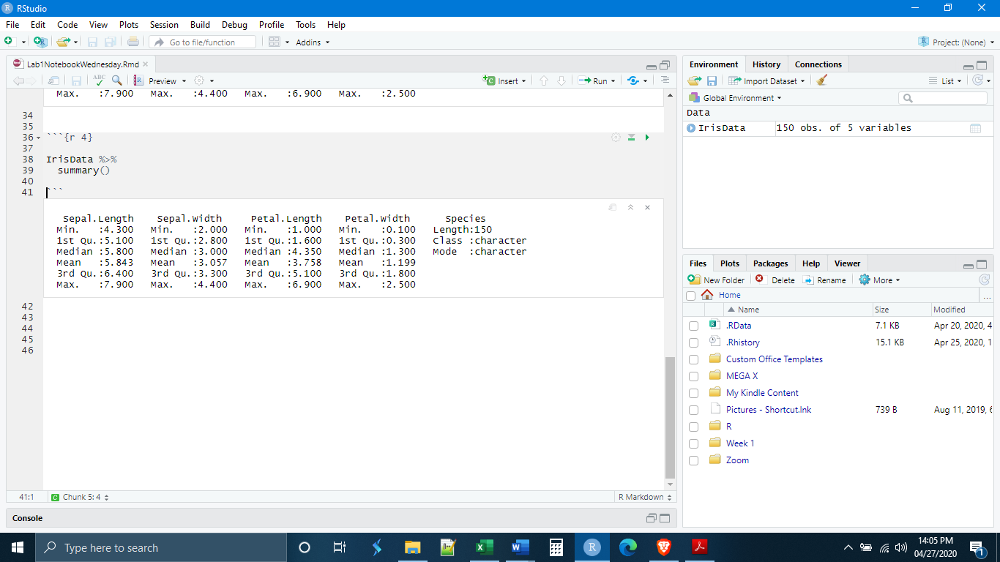 RStudio
File Edit Code View Plots Session Build Debug Profile Tools Help
Go to file/function
Addins
Project: (None)
Lab1NotebookWednesday.Rmd
ABC
Preview
Insert
Run
Max.   :7.900   Max.   :4.400   Max.   :6.900   Max.   :2.500
34
35
36 ```{r 4}
37
38 IrisData %>%
39   summary()
40
41 ```
Sepal.Length    Sepal.Width     Petal.Length    Petal.Width      Species
Min.   :4.300   Min.   :2.000   Min.   :1.000   Min.   :0.100   Length:150
1st Qu.:5.100   1st Qu.:2.800   1st Qu.:1.600   1st Qu.:0.300   Class :character
Median :5.800   Median :3.000   Median :4.350   Median :1.300   Mode  :character
Mean   :5.843   Mean   :3.057   Mean   :3.758   Mean   :1.199
3rd Qu.:6.400   3rd Qu.:3.300   3rd Qu.:5.100   3rd Qu.:1.800
Max.   :7.900   Max.   :4.400   Max.   :6.900   Max.   :2.500
42
43
44
45
46
41:1 Chunk 5: 4 R Markdown
Console
Environment History Connections
Import Dataset List
Global Environment
Data
IrisData 150 obs. of 5 variables
Files Plots Packages Help Viewer
New Folder Delete Rename More
Home ...
Name Size Modified
.RData 7.1 KB Apr 20, 2020, 4
.Rhistory 15.1 KB Apr 25, 2020, 1
Custom Office Templates
MEGA X
My Kindle Content
Pictures - Shortcut.lnk 739 B Aug 11, 2019, 6
R
Week 1
Zoom
Type here to search
14:05 PM
04/27/2020
1